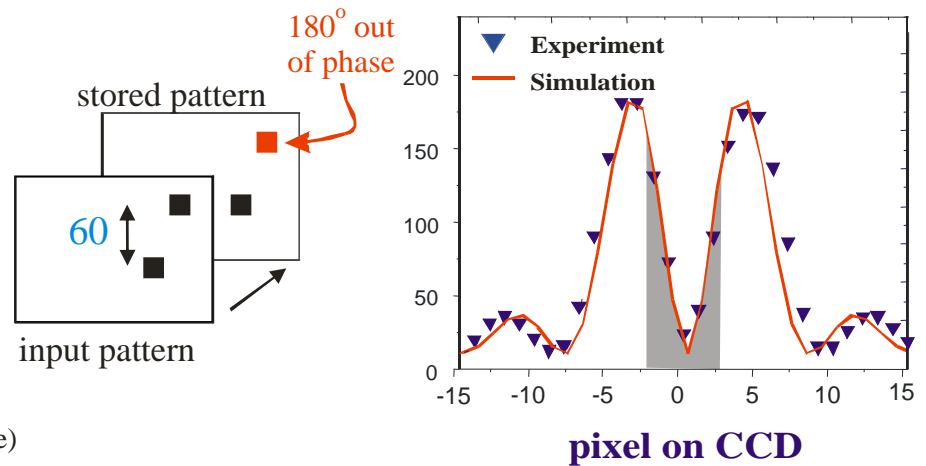 180° out
of phase
stored pattern
60
input pattern
e)
Experiment
Simulation
200
150
100
50
0
-15 -10 -5 0 5 10 15
pixel on CCD